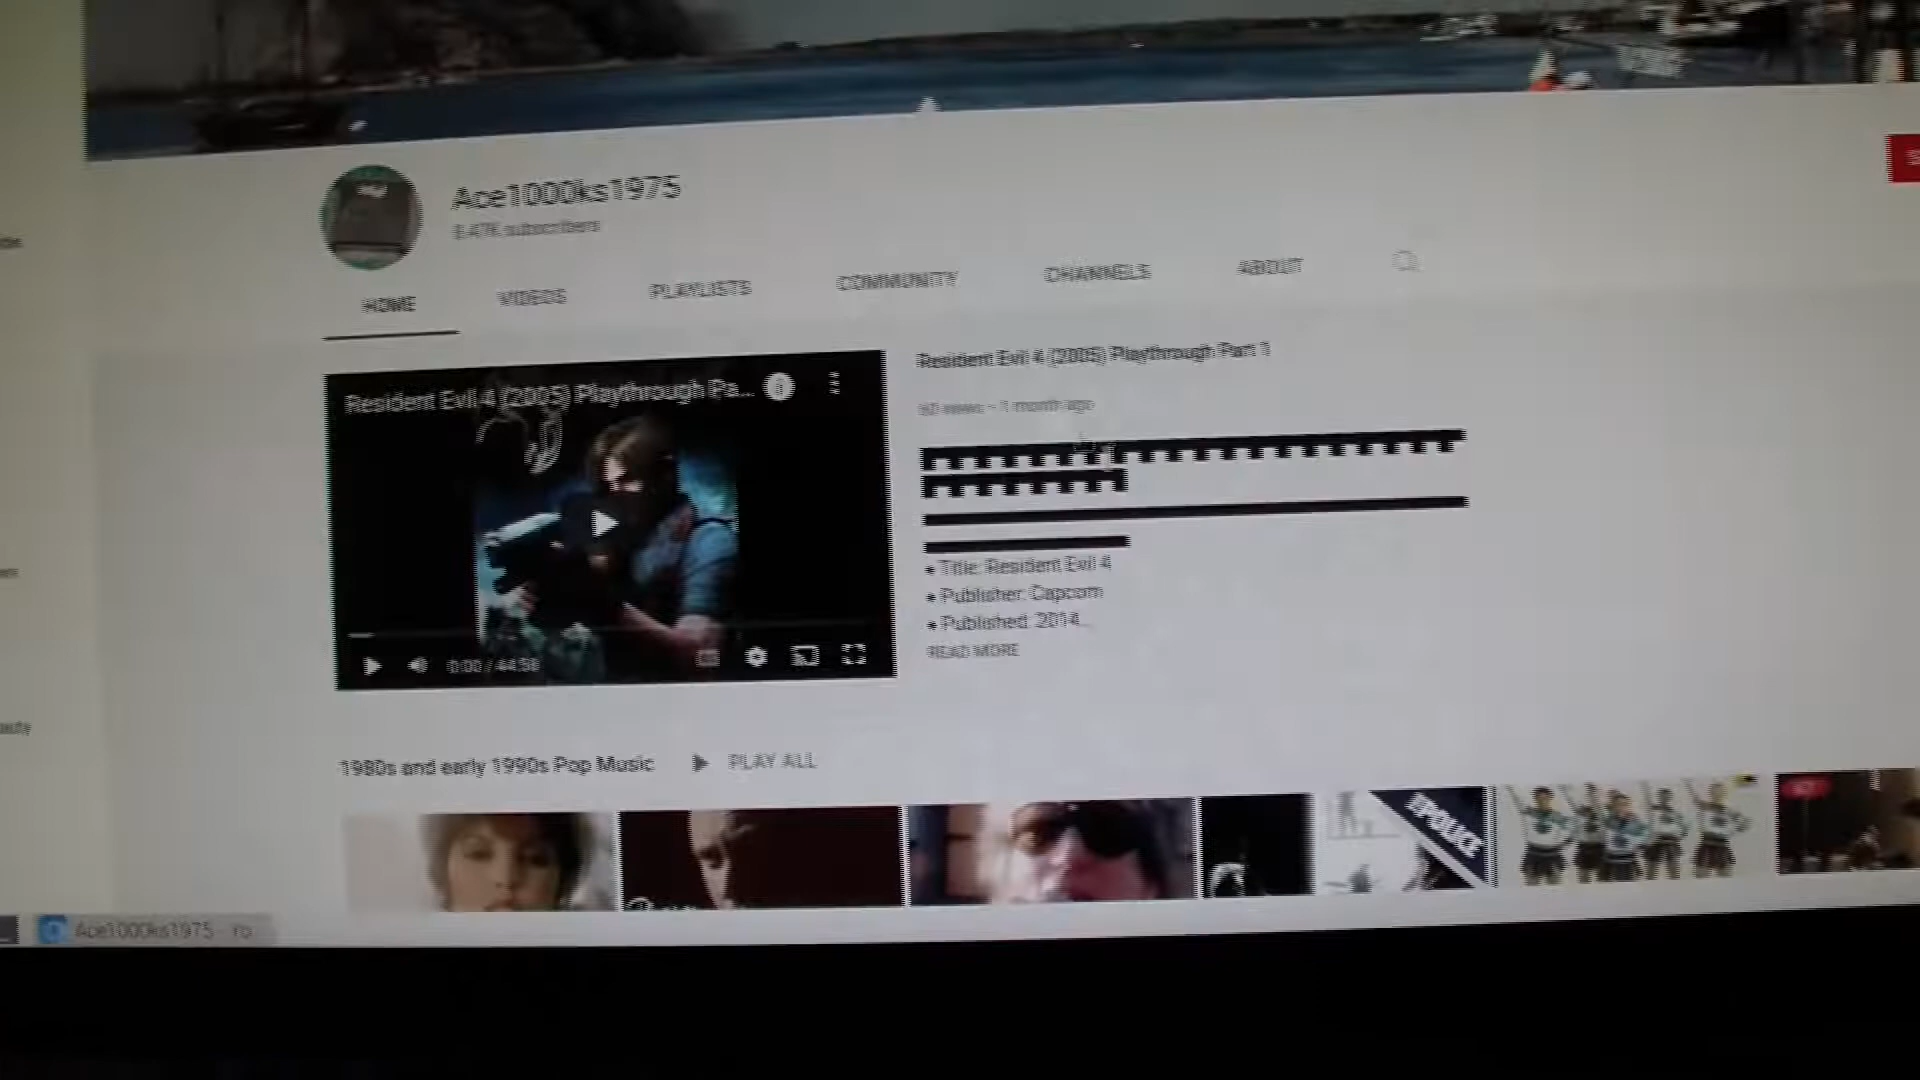 Ace1000ks1975
8.47K subscribers
HOME VIDEOS PLAYLISTS COMMUNITY CHANNELS ABOUT
Resident Evil 4 (2005) Playthrough Pa...
0:00 / 44:58
Resident Evil 4 (2005) Playthrough Part 1
60 views • 1 month ago
• Title: Resident Evil 4
• Publisher: Capcom
• Published: 2014...
READ MORE
1980s and early 1990s Pop Music PLAY ALL
POLICE
Ace1000ks1975 - Yo